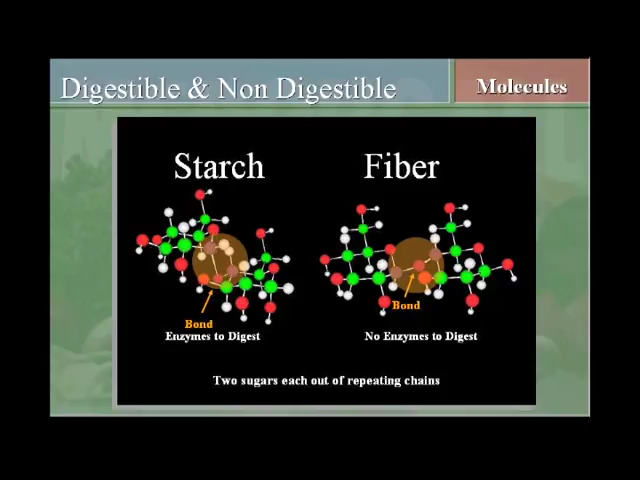 Digestible & Non Digestible
Molecules
Starch
Fiber
Bond
Bond
Enzymes to Digest
No Enzymes to Digest
Two sugars each out of repeating chains